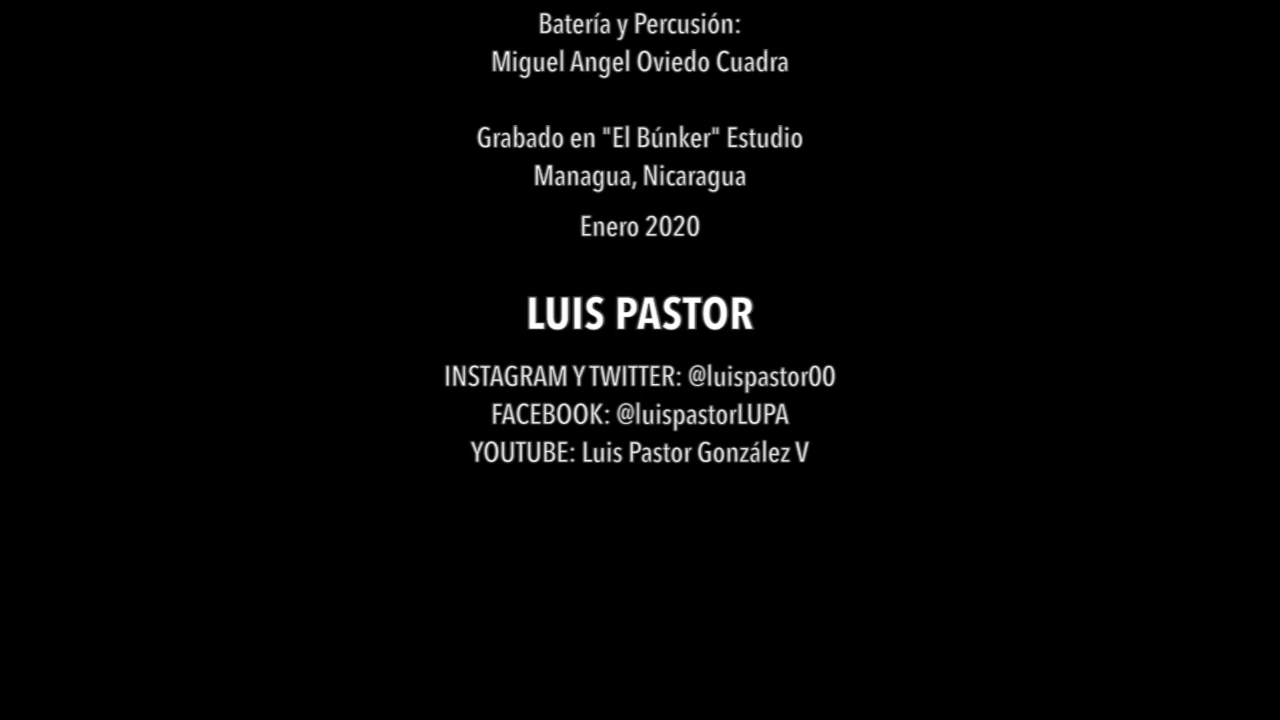 Batería y Percusión:
Miguel Angel Oviedo Cuadra
Grabado en "El Búnker" Estudio
Managua, Nicaragua
Enero 2020
LUIS PASTOR
INSTAGRAM Y TWITTER: @luispastor00
FACEBOOK: @luispastorLUPA
YOUTUBE: Luis Pastor González V